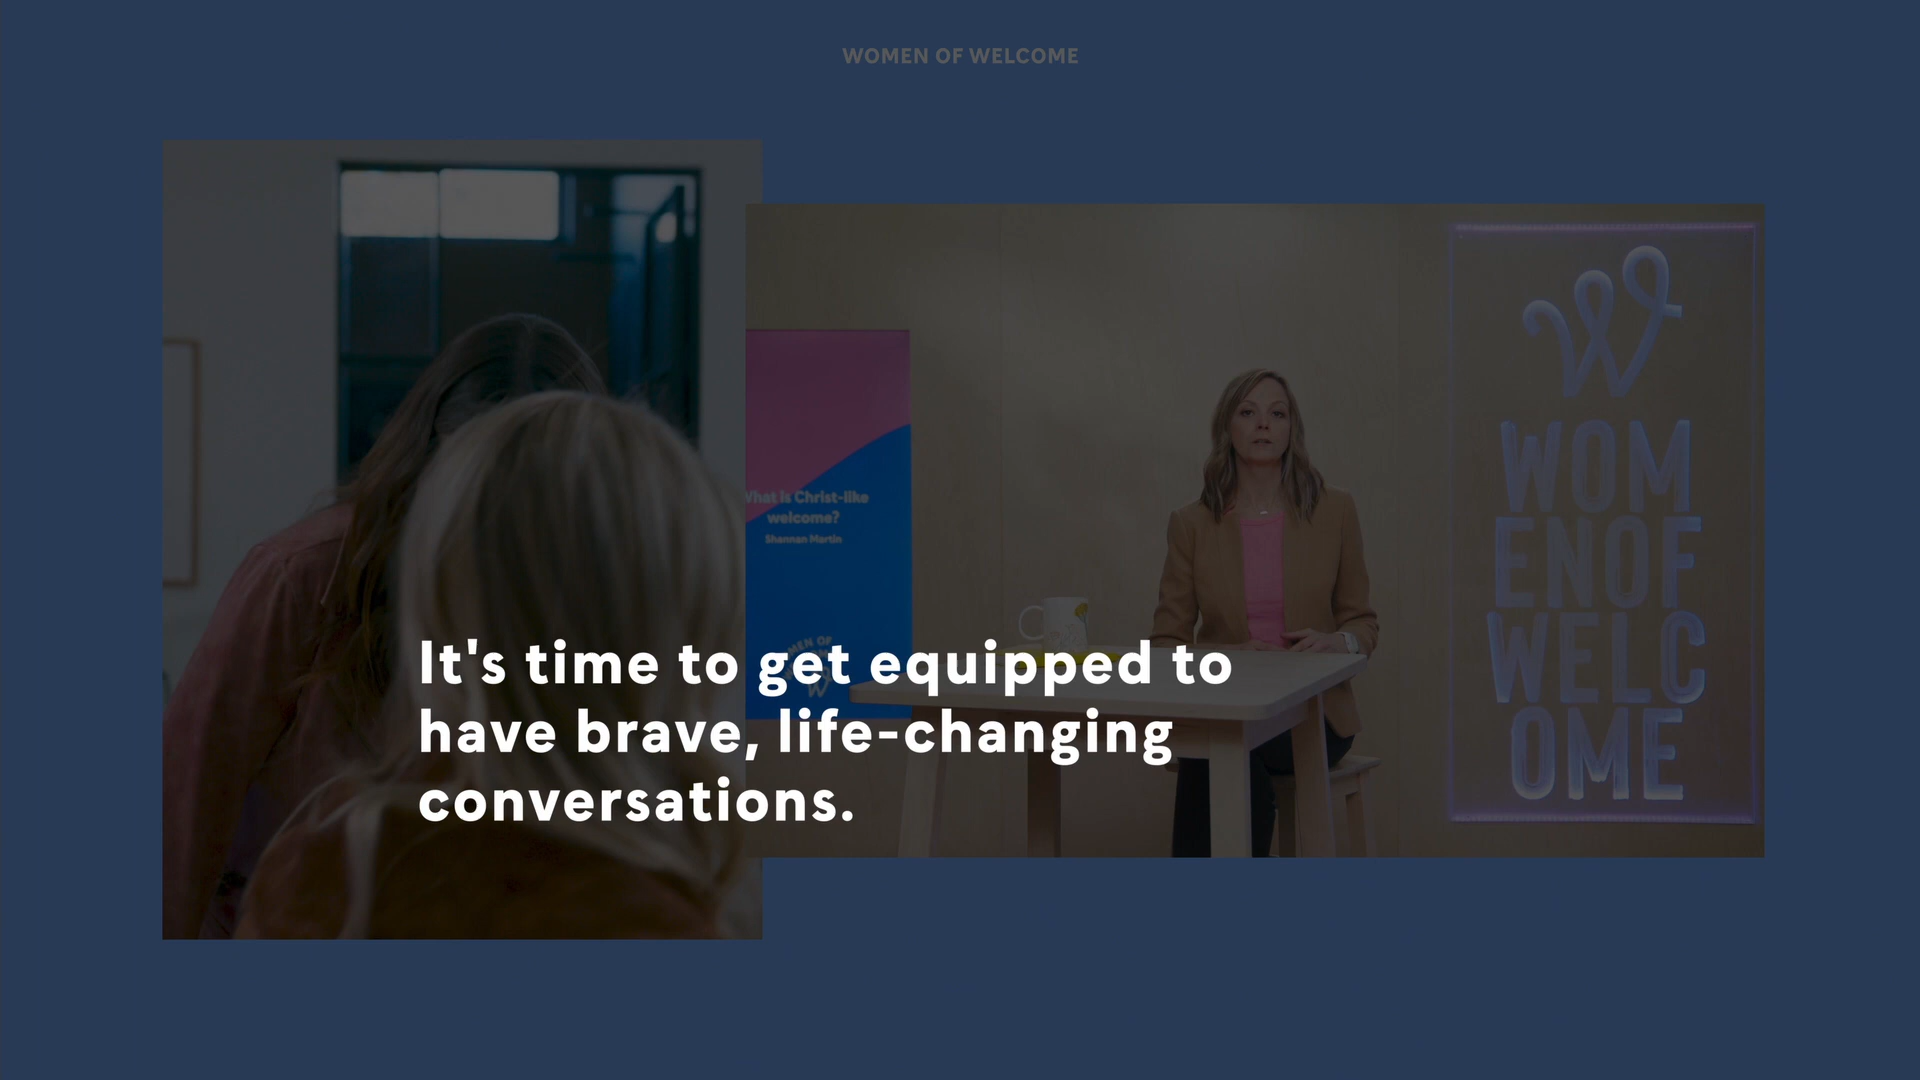 WOMEN OF WELCOME
What is Christ-like
welcome?
Shannan Martin
WOM
ENOF
WELC
OME
It's time to get equipped to
have brave, life-changing
conversations.